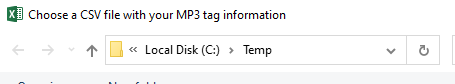 Choose a CSV file with your MP3 tag information
« Local Disk (C:) › Temp